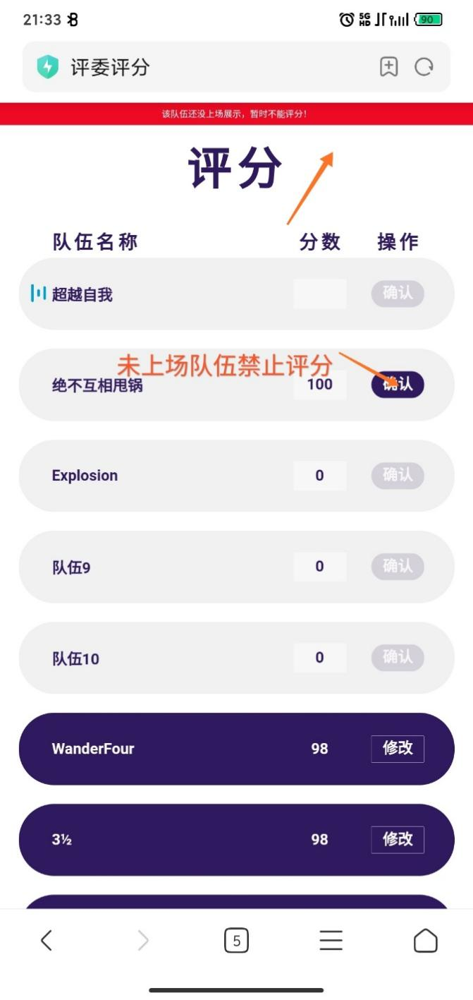 21:33 5G HD 90
评委评分
该队伍还没上场展示，暂时不能评分!
评分
队伍名称 分数 操作
超越自我 确认
未上场队伍禁止评分
绝不互相甩锅 100 确认
Explosion 0 确认
队伍9 0 确认
队伍10 0 确认
WanderFour 98 修改
3½ 98 修改
5